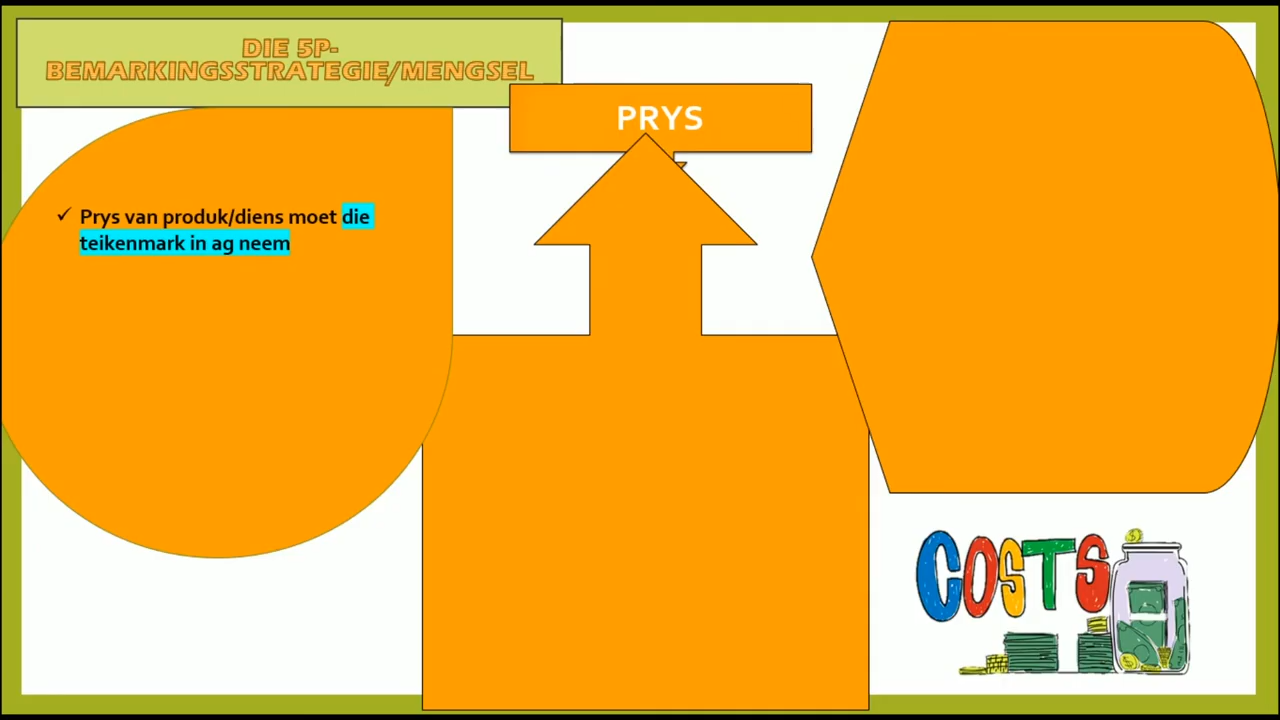 DIE 5P-
BEMARKINGSSTRATEGIE/MENGSEL
PRYS
✓ Prys van produk/diens moet die
teikenmark in ag neem
COSTS